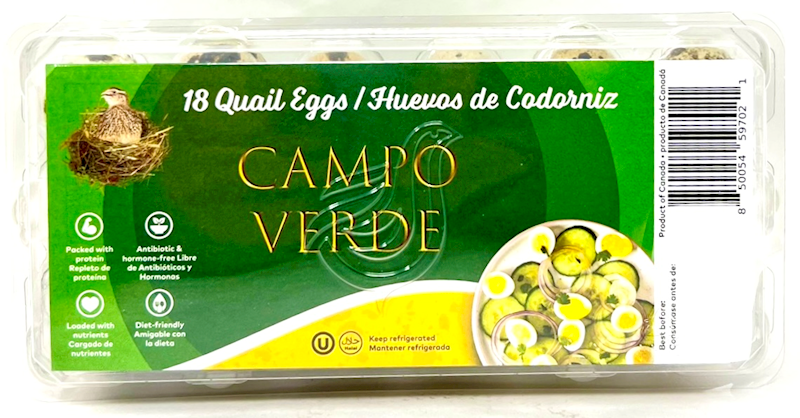 18 Quail Eggs / Huevos de Codorniz
CAMPO
VERDE
Packed with
protein
Repleto de
proteína
Antibiotic &
hormone-free Libre
de Antibióticos y
Hormonas
Loaded with
nutrients
Cargado de
nutrientes
Diet-friendly
Amigable con
la dieta
U
حلال
Halal
Keep refrigerated
Mantener refrigerada
Product of Canada • producto de Canadá
Best before:
Consúmase antes de:
8 50054 59702 1